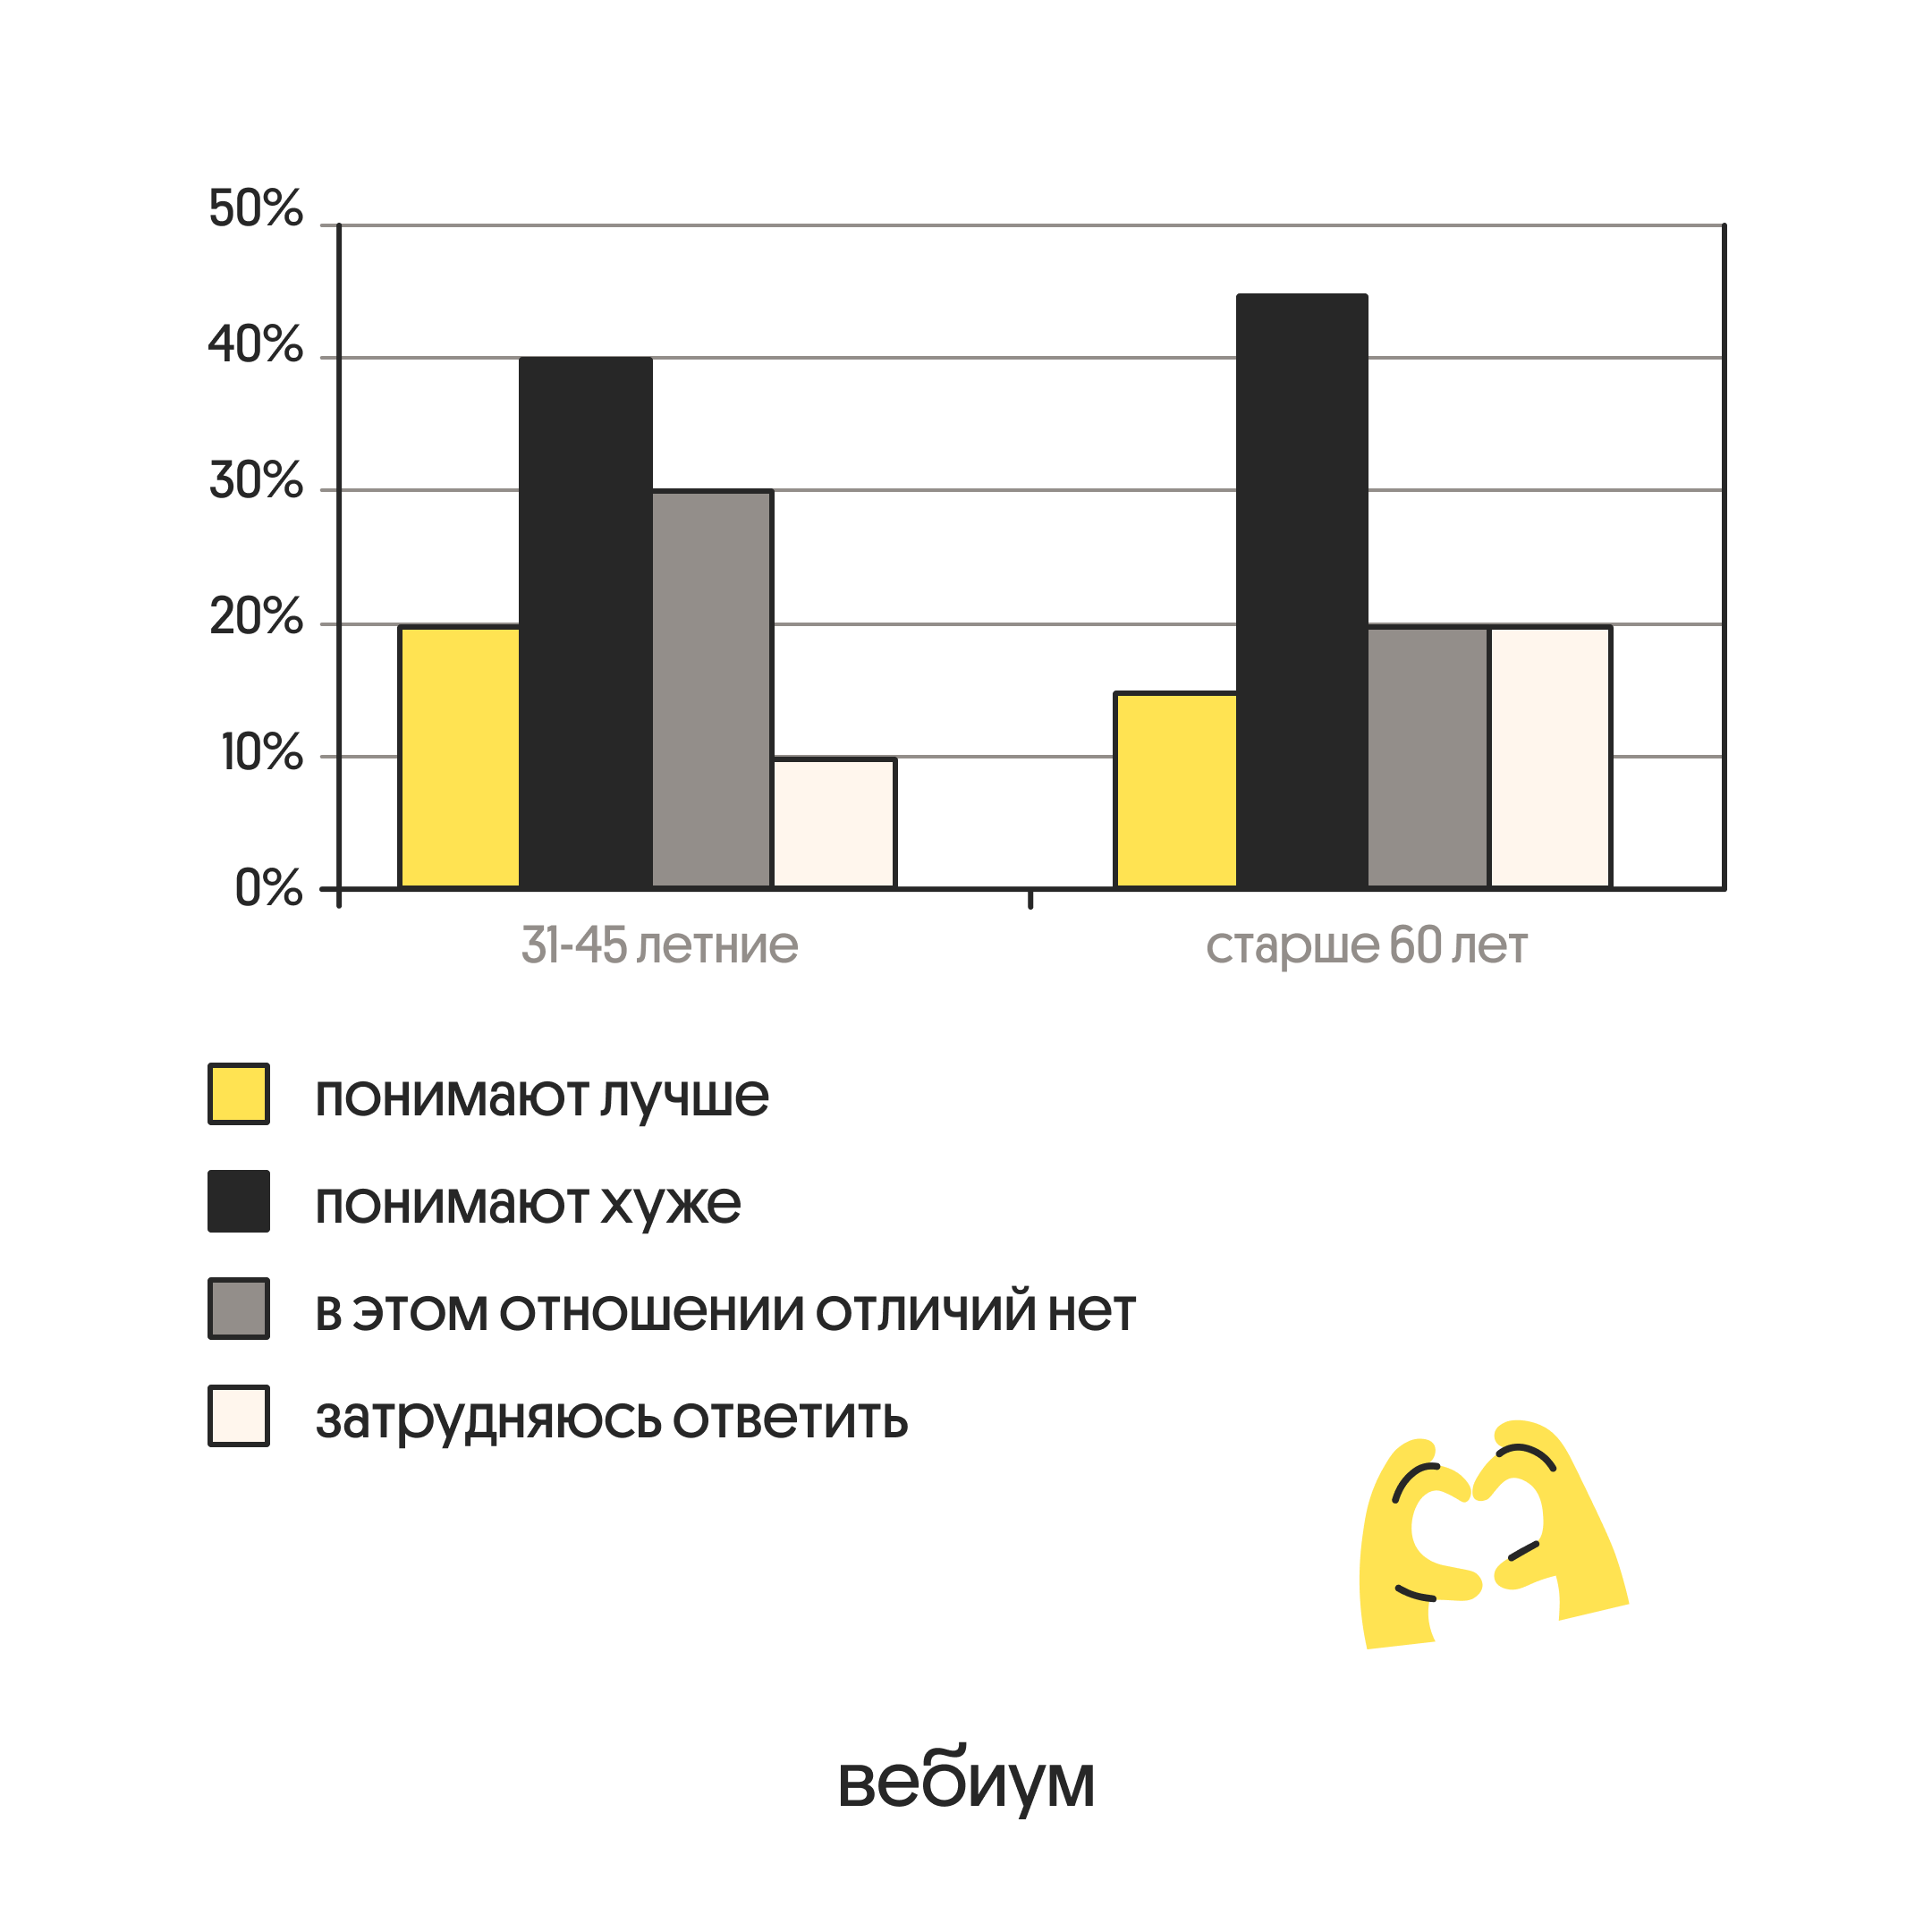 50%
40%
30%
20%
10%
0%
31-45 летние
старше 60 лет
понимают лучше
понимают хуже
в этом отношении отличий нет
затрудняюсь ответить
вебиум